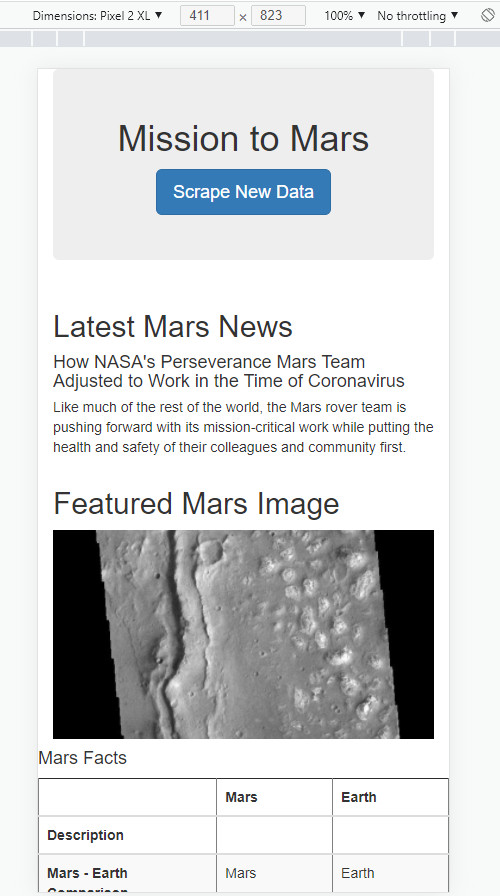 Dimensions: Pixel 2 XL ▼ 411 × 823 100% ▼ No throttling ▼
Mission to Mars
Scrape New Data
Latest Mars News
How NASA's Perseverance Mars Team
Adjusted to Work in the Time of Coronavirus
Like much of the rest of the world, the Mars rover team is
pushing forward with its mission-critical work while putting the
health and safety of their colleagues and community first.
Featured Mars Image
Mars Facts
Mars Earth
Description
Mars - Earth Mars Earth
Comparison